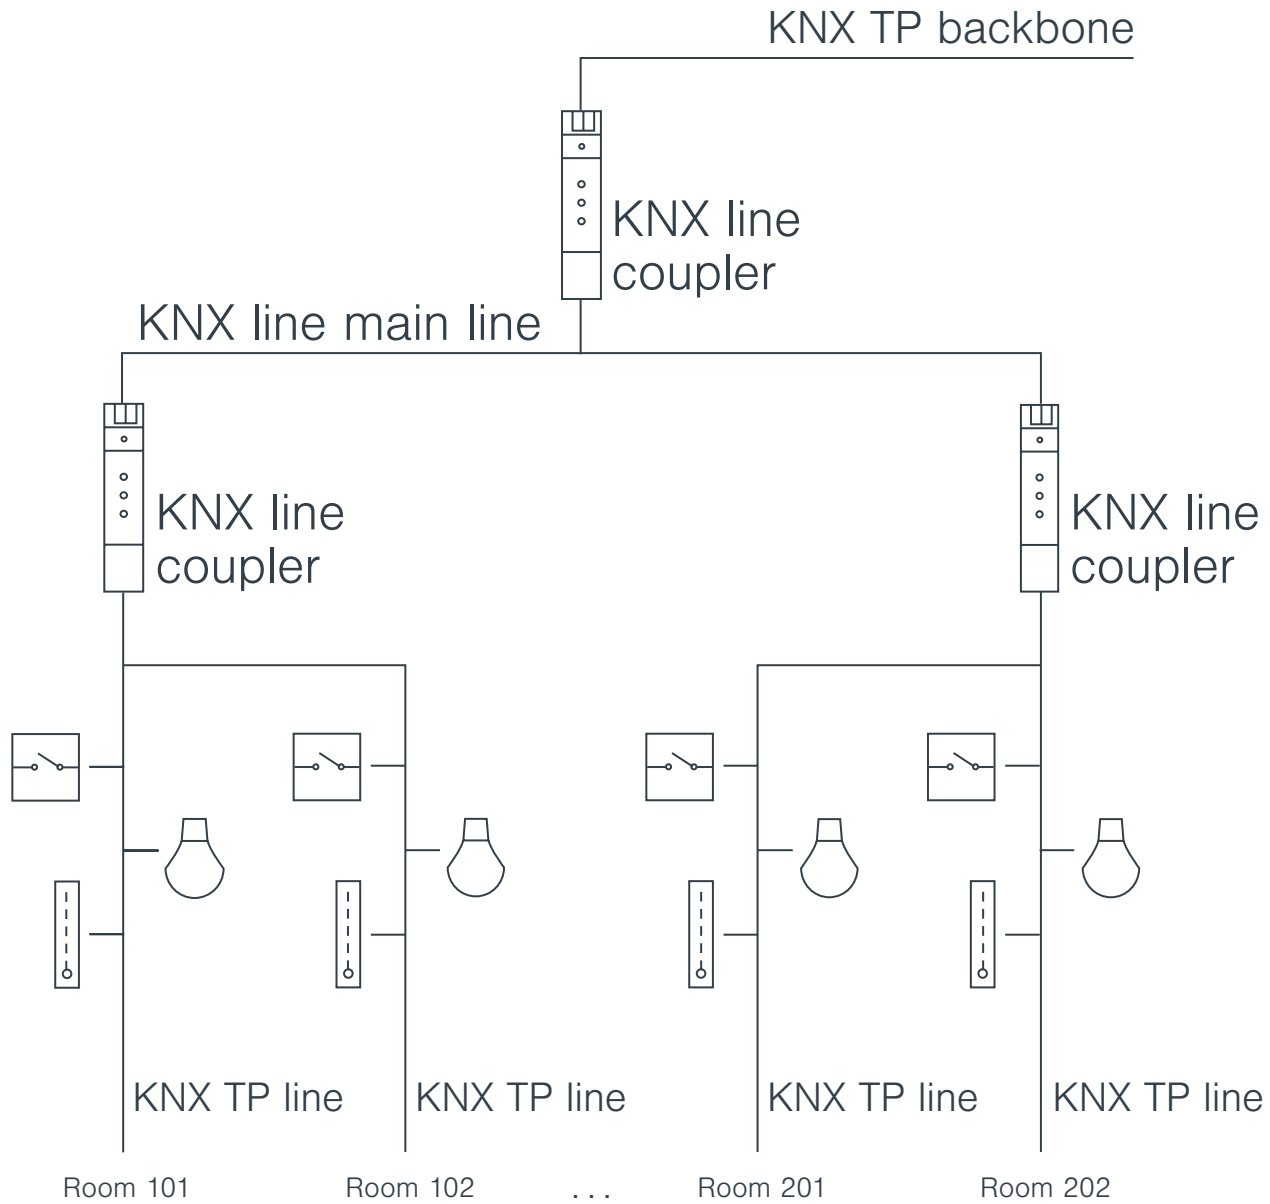 KNX TP backbone
KNX line
coupler
KNX line main line
KNX line
coupler
KNX line
coupler
KNX TP line
KNX TP line
KNX TP line
KNX TP line
Room 101
Room 102
...
Room 201
Room 202